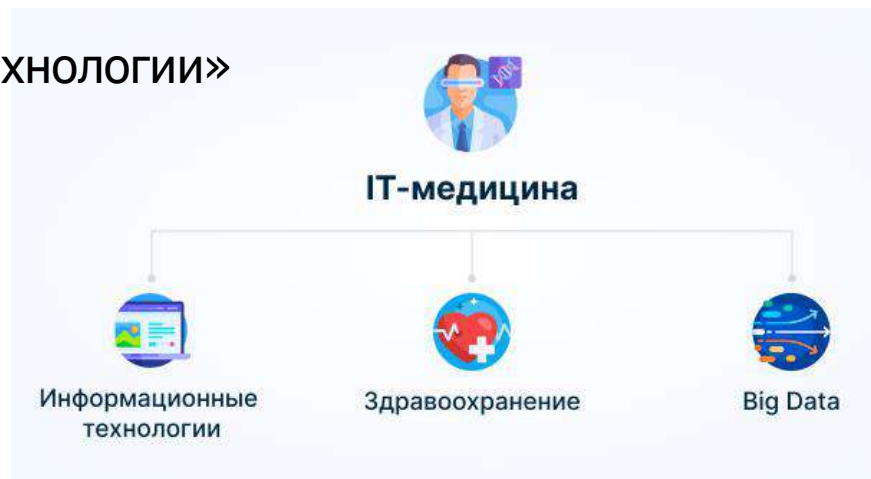 хнологии»
IT-медицина
Информационные
технологии
Здравоохранение
Big Data